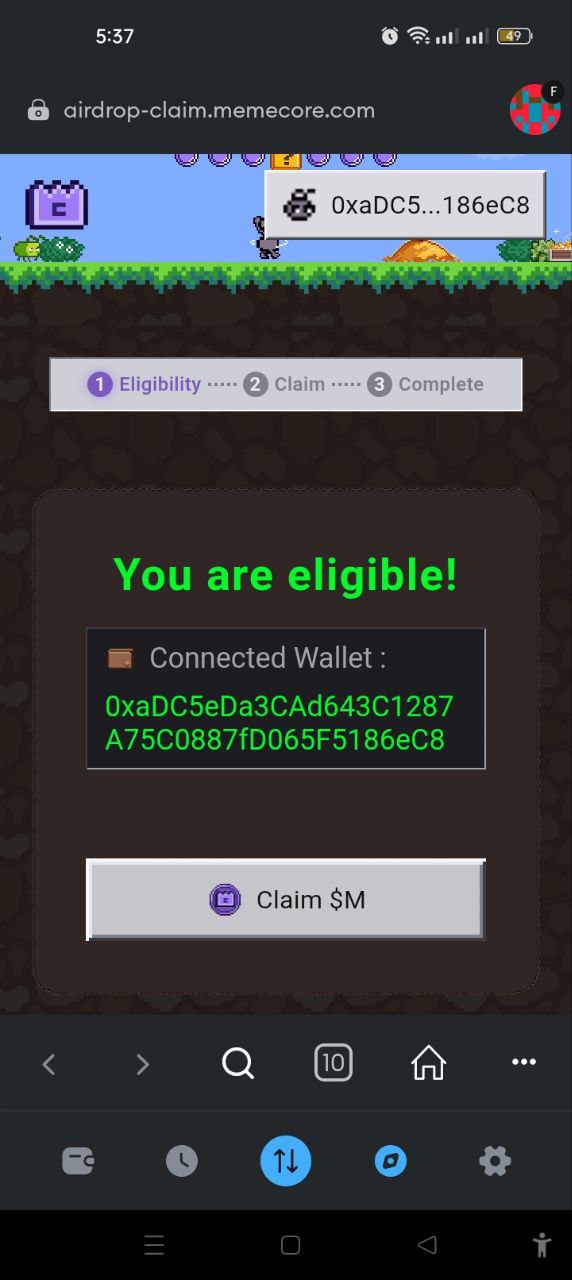 5:37
49
airdrop-claim.memecore.com
F
?
0xaDC5...186eC8
1 Eligibility ····· 2 Claim ····· 3 Complete
You are eligible!
Connected Wallet :
0xaDC5eDa3CAd643C1287
A75C0887fD065F5186eC8
Claim $M
10